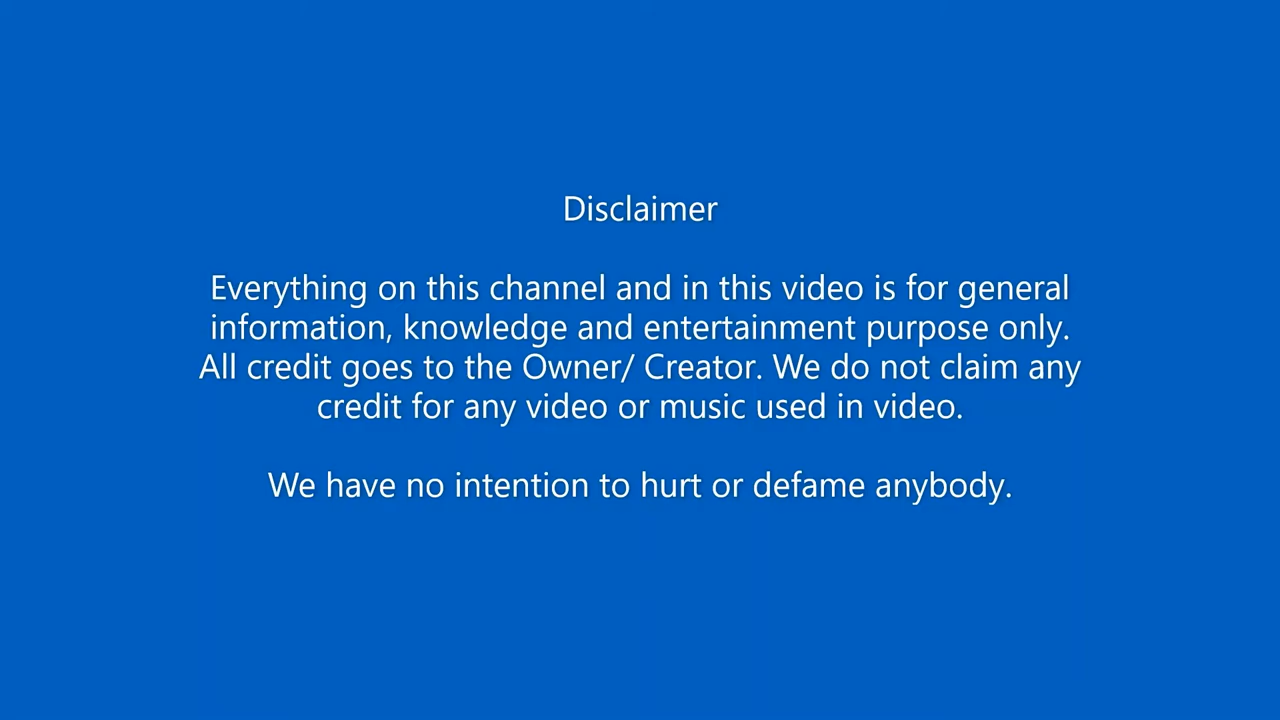 Disclaimer
Everything on this channel and in this video is for general
information, knowledge and entertainment purpose only.
All credit goes to the Owner/ Creator. We do not claim any
credit for any video or music used in video.
We have no intention to hurt or defame anybody.